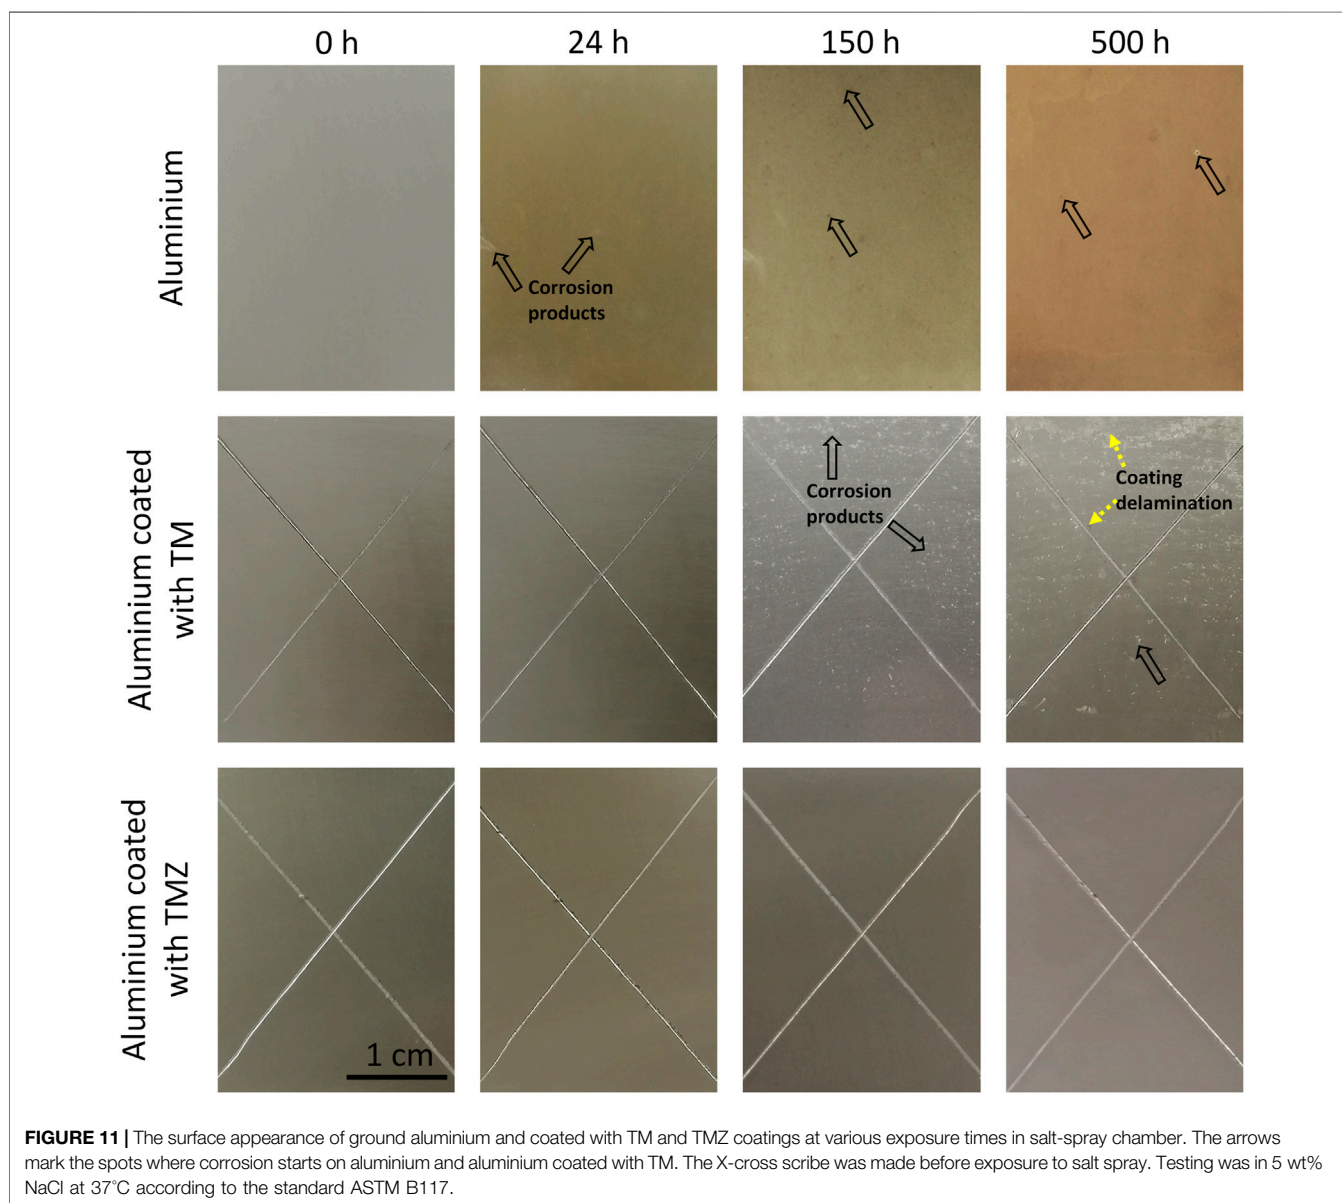 0 h
24 h
150 h
500 h
Aluminium
Corrosion
products
Aluminium coated
with TM
Corrosion
products
Coating
delamination
Aluminium coated
with TMZ
1 cm
FIGURE 11 | The surface appearance of ground aluminium and coated with TM and TMZ coatings at various exposure times in salt-spray chamber. The arrows
mark the spots where corrosion starts on aluminium and aluminium coated with TM. The X-cross scribe was made before exposure to salt spray. Testing was in 5 wt%
NaCl at 37°C according to the standard ASTM B117.